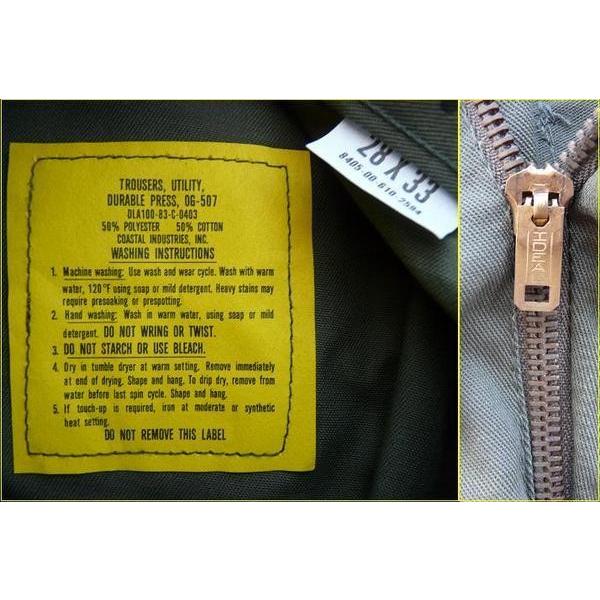 TROUSERS, UTILITY,
DURABLE PRESS, OG-507
DLA100-83-C-0403
50% POLYESTER 50% COTTON
COASTAL INDUSTRIES, INC.
WASHING INSTRUCTIONS
1. Machine washing: Use wash and wear cycle. Wash with warm
water, 120°F using soap or mild detergent. Heavy stains may
require presoaking or prespotting.
2. Hand washing: Wash in warm water, using soap or mild
detergent. DO NOT WRING OR TWIST.
3. DO NOT STARCH OR USE BLEACH.
4. Dry in tumble dryer at warm setting. Remove immediately
at end of drying. Shape and hang. To drip dry, remove from
water before last spin cycle. Shape and hang.
5. If touch-up is required, iron at moderate or synthetic
heat setting.
DO NOT REMOVE THIS LABEL
28 X 33
8405-00-610-2584